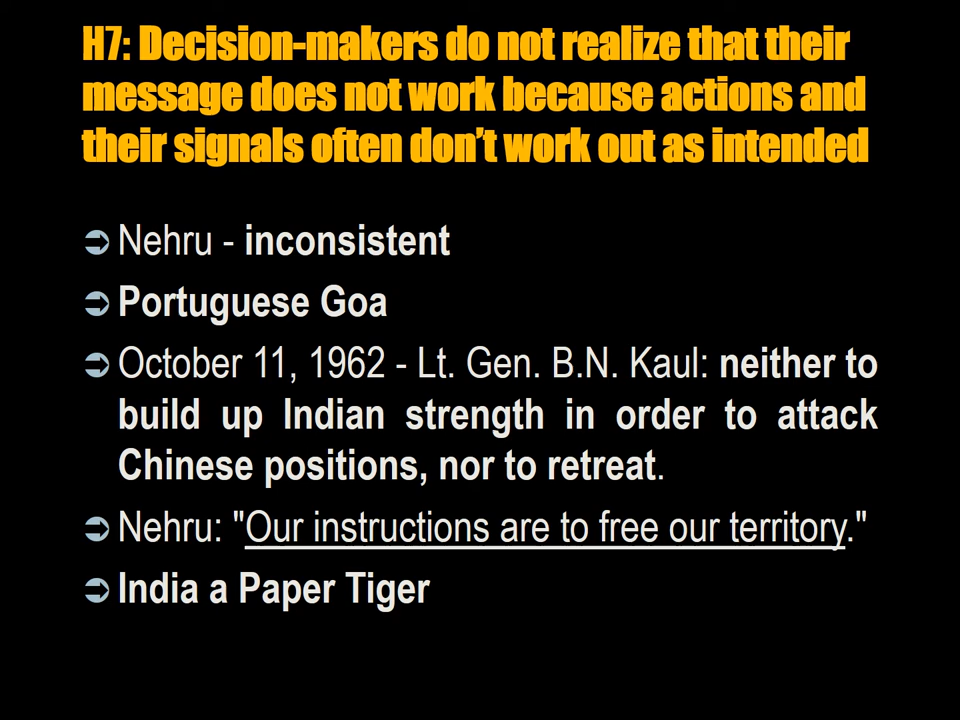 H7: Decision-makers do not realize that their
message does not work because actions and
their signals often don’t work out as intended
➲ Nehru - inconsistent
➲ Portuguese Goa
➲ October 11, 1962 - Lt. Gen. B.N. Kaul: neither to
build up Indian strength in order to attack
Chinese positions, nor to retreat.
➲ Nehru: "Our instructions are to free our territory."
➲ India a Paper Tiger